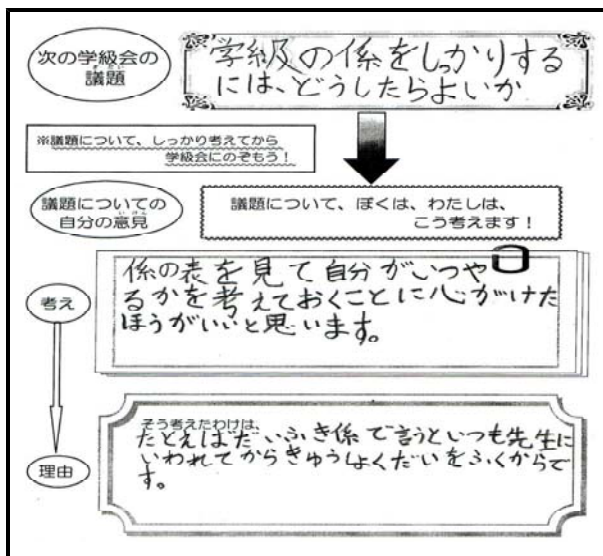 次の学級会の
議題
ぎだい
学級の係をしっかりする
には、どうしたらよいか
※議題について、しっかり考えてから
学級会にのぞもう！
議題についての
自分の意見
いけん
議題について、ぼくは、わたしは、
こう考えます！
考え
係の表を見て自分がいつや
るかを考えておくことに心がけた
ほうがいいと思います。
理由
そう考えたわけは、
たとえばだいふき係で言うといつも先生に
いわれてからきゅうしょくだいをふくからで
す。